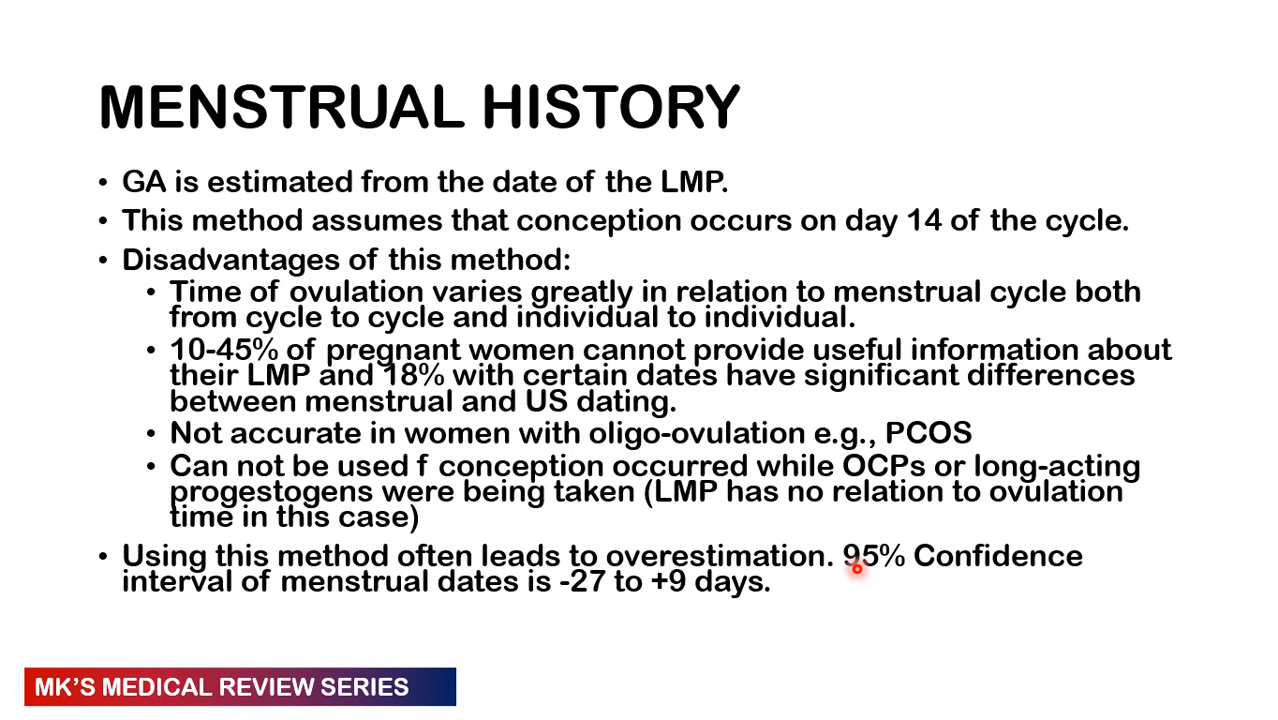 MENSTRUAL HISTORY
• GA is estimated from the date of the LMP.
• This method assumes that conception occurs on day 14 of the cycle.
• Disadvantages of this method:
• Time of ovulation varies greatly in relation to menstrual cycle both
from cycle to cycle and individual to individual.
• 10-45% of pregnant women cannot provide useful information about
their LMP and 18% with certain dates have significant differences
between menstrual and US dating.
• Not accurate in women with oligo-ovulation e.g., PCOS
• Can not be used f conception occurred while OCPs or long-acting
progestogens were being taken (LMP has no relation to ovulation
time in this case)
• Using this method often leads to overestimation. 95% Confidence
interval of menstrual dates is -27 to +9 days.
MK'S MEDICAL REVIEW SERIES